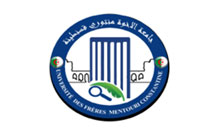 جامعة الإخوة منتوري قسنطينة
UNIVERSITÉ DES FRÈRES MENTOURI CONSTANTINE